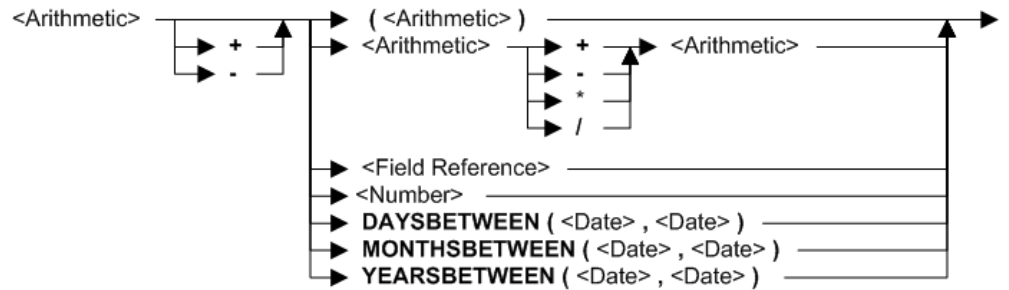 <Arithmetic> ( <Arithmetic> )
+ <Arithmetic> + <Arithmetic>
- -
*
/
<Field Reference>
<Number>
DAYSBETWEEN ( <Date> , <Date> )
MONTHSBETWEEN ( <Date> , <Date> )
YEARSBETWEEN ( <Date> , <Date> )